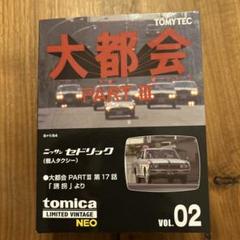 TOMYTEC
大都会
PART III
S=1/64
ニッサン セドリック
(個人タクシー)
●大都会 PARTⅢ 第17話
「誘拐」より
tomica
LIMITED VINTAGE
NEO
VOL.02